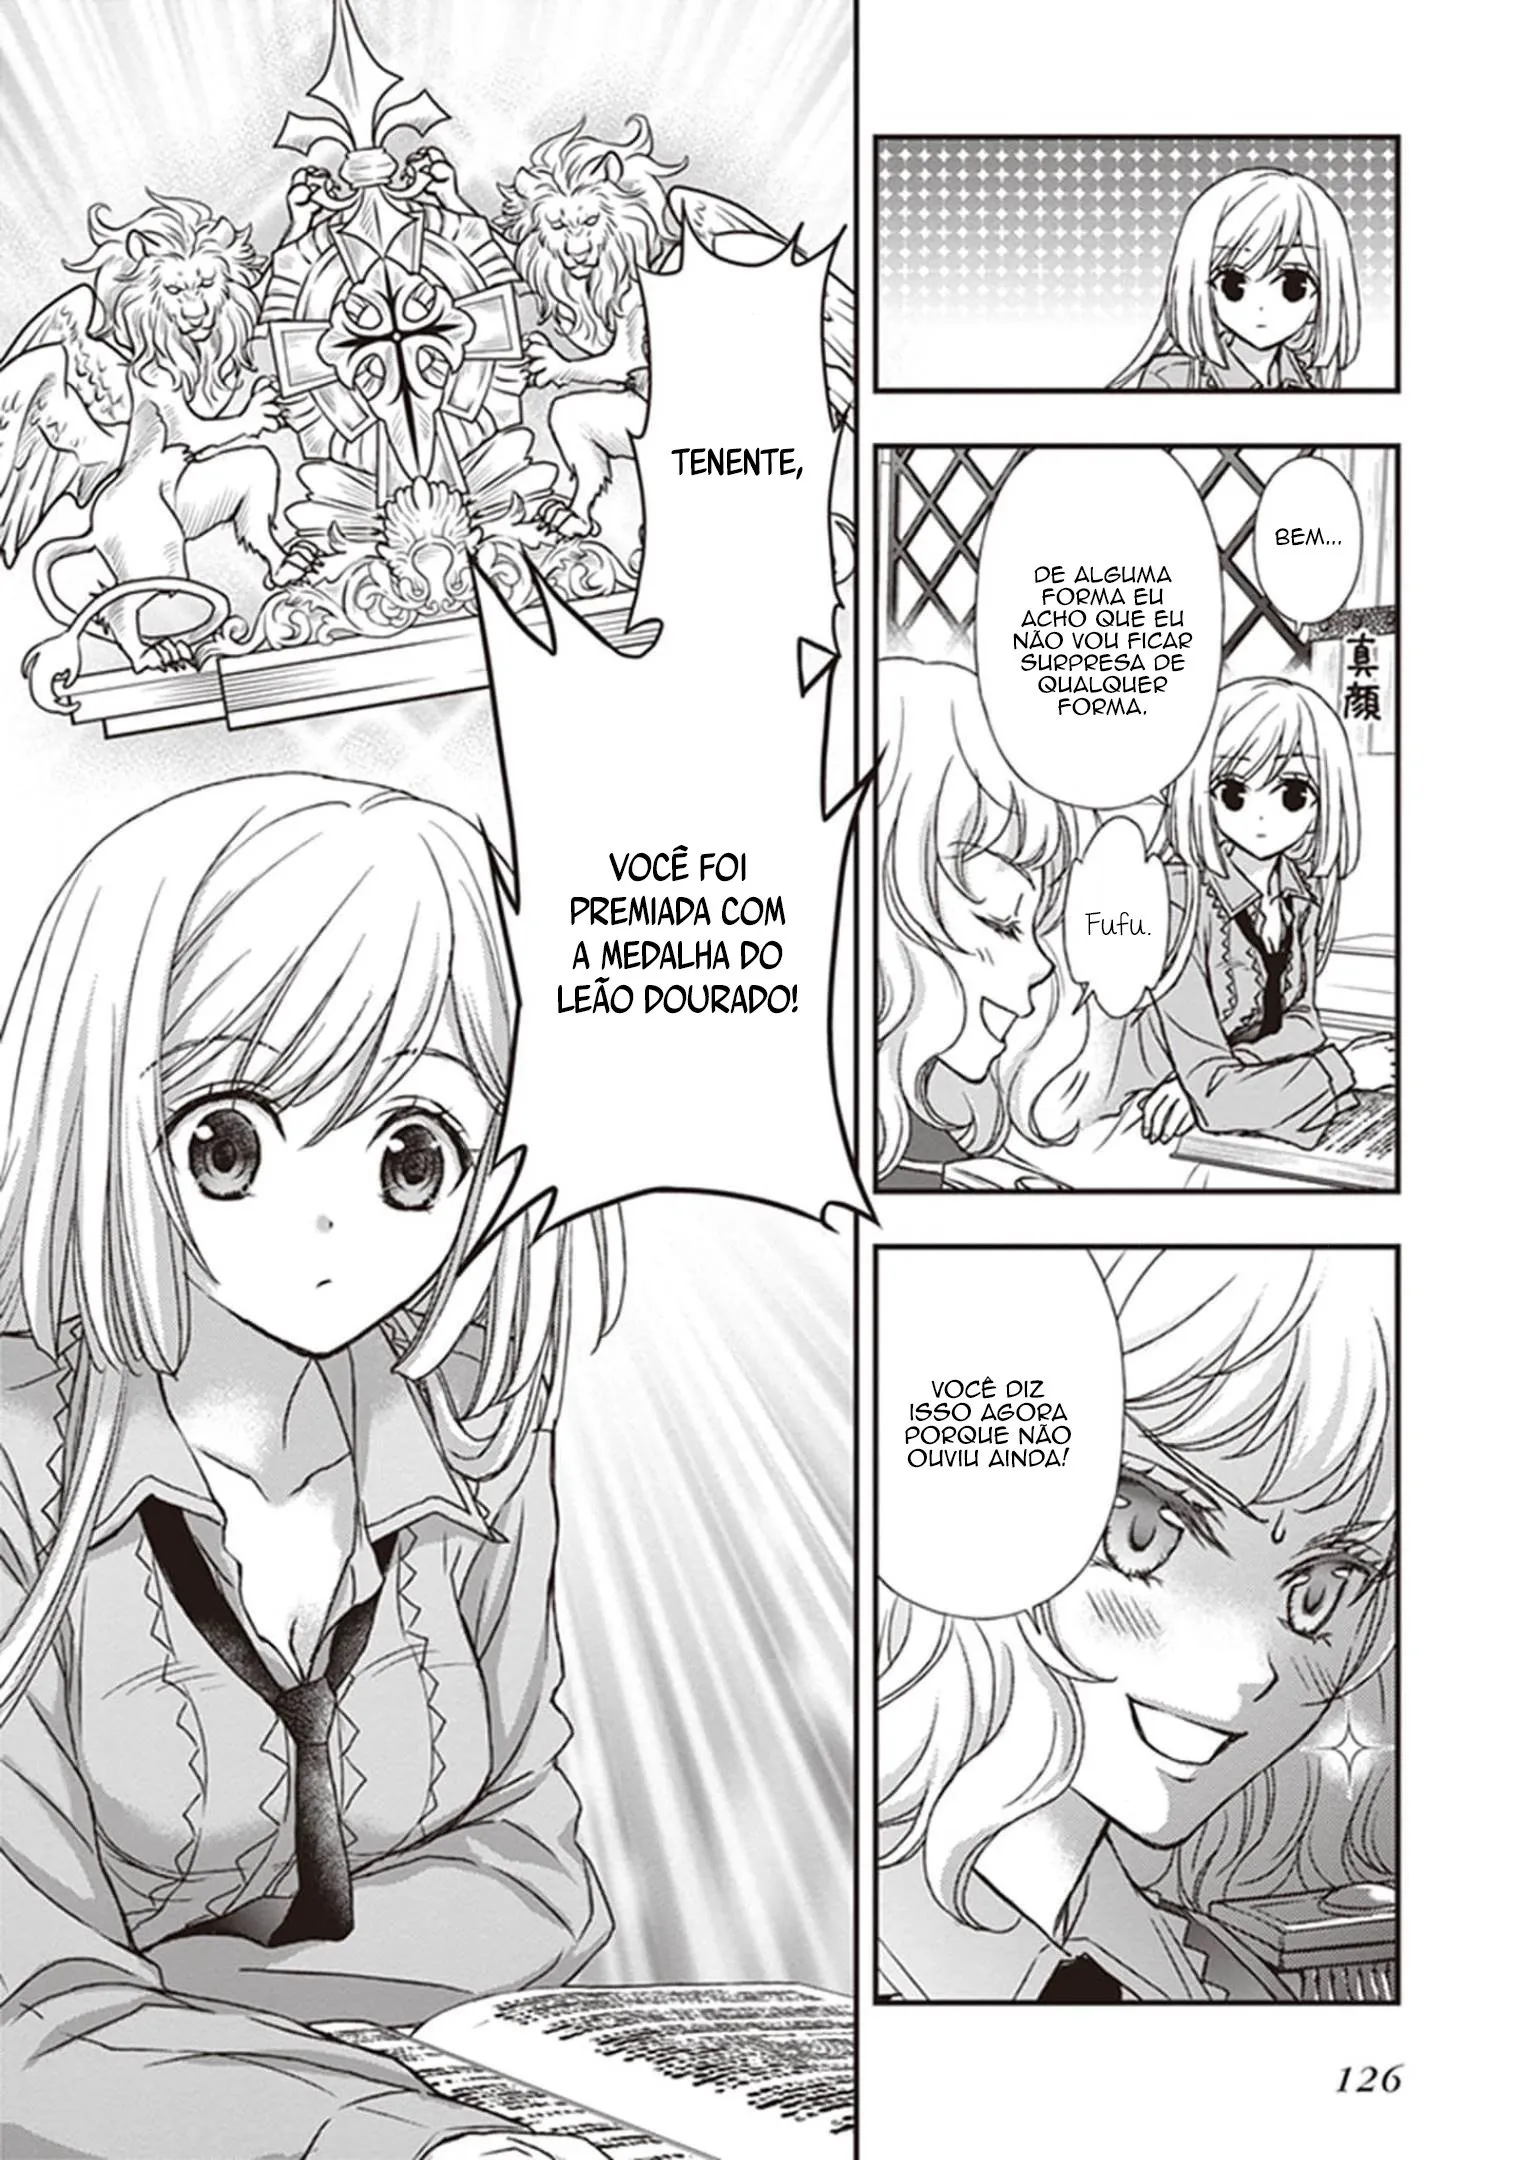 BEM...
真顔
DE ALGUMA
FORMA EU
ACHO QUE EU
NÃO VOU FICAR
SURPRESA DE
QUALQUER
FORMA.
Fufu.
VOCÊ DIZ
ISSO AGORA
PORQUE NÃO
OUVIU AINDA!
TENENTE,
VOCÊ FOI
PREMIADA COM
A MEDALHA DO
LEÃO DOURADO!
126